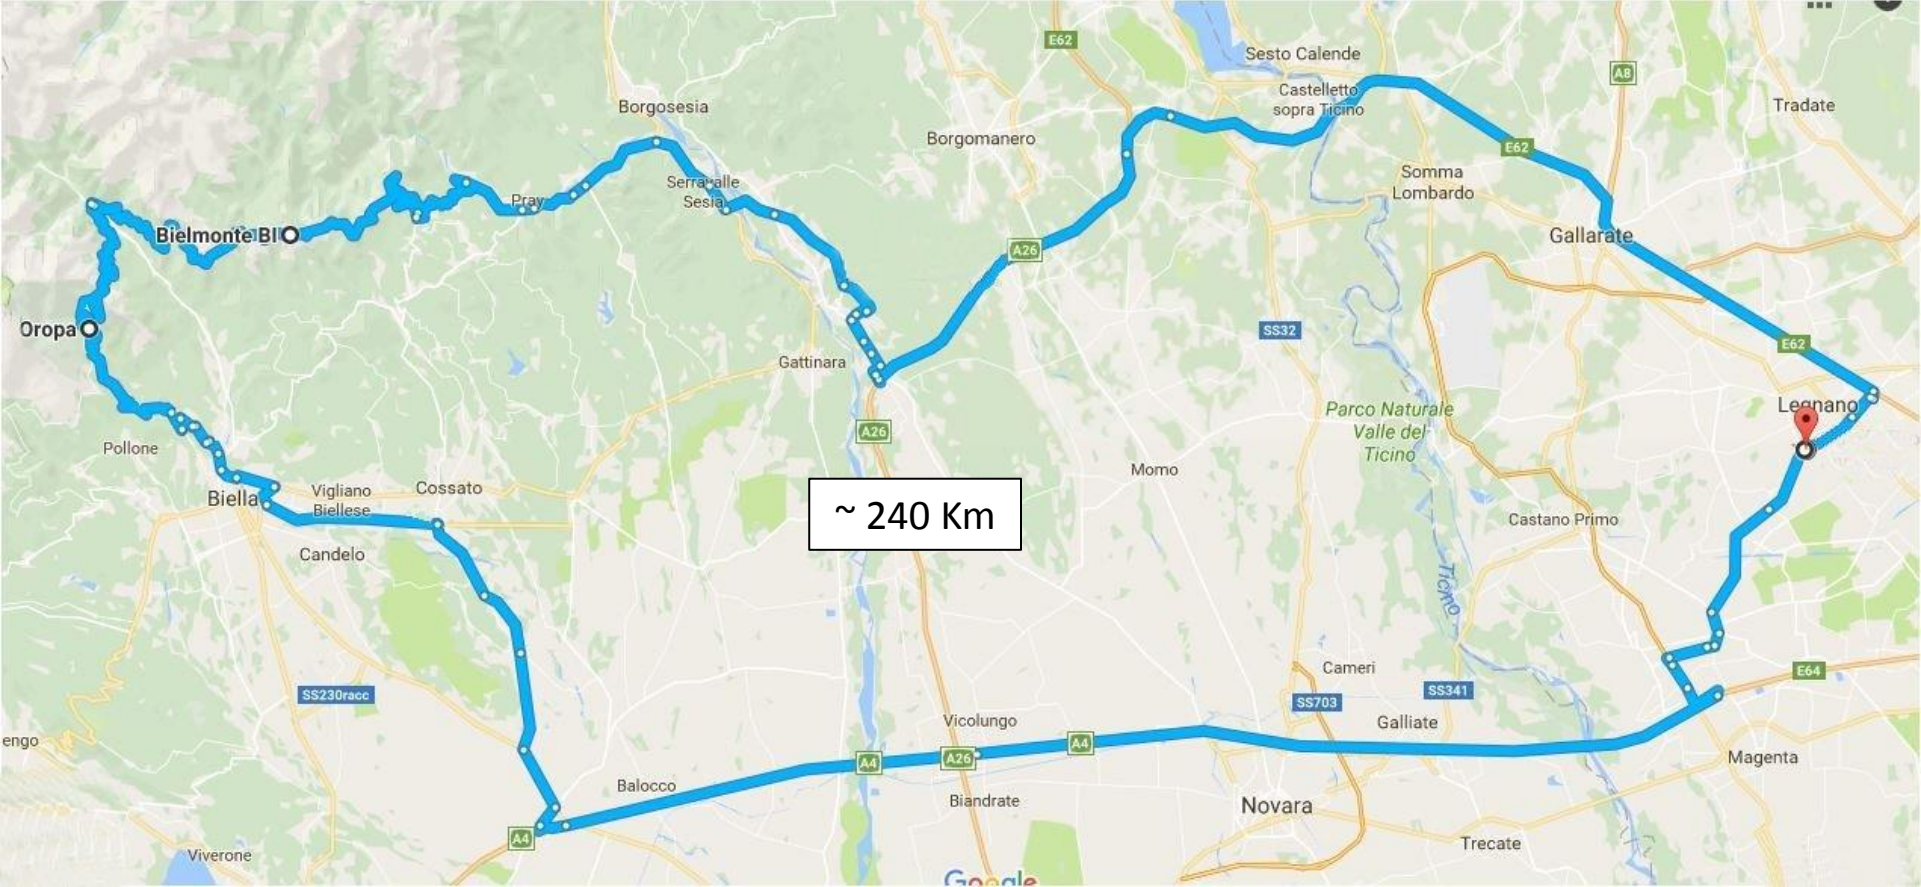 E62
Sesto Calende
A8
Castelletto
sopra Ticino
Tradate
Borgosesia
Borgomanero
E62
Somma
Lombardo
Serravalle
Sesia
Pray
Bielmonte BI
Gallarate
A26
Oropa
SS32
E62
Gattinara
Legnano
Parco Naturale
Valle del
Ticino
A26
Pollone
Momo
Biella
Vigliano
Biellese
Cossato
~ 240 Km
Castano Primo
Candelo
Ticino
Cameri
E64
SS230racc
SS703
SS341
Vicolungo
Galliate
engo
A4
A26
A4
Magenta
Balocco
Biandrate
Novara
A4
Trecate
Viverone
Google